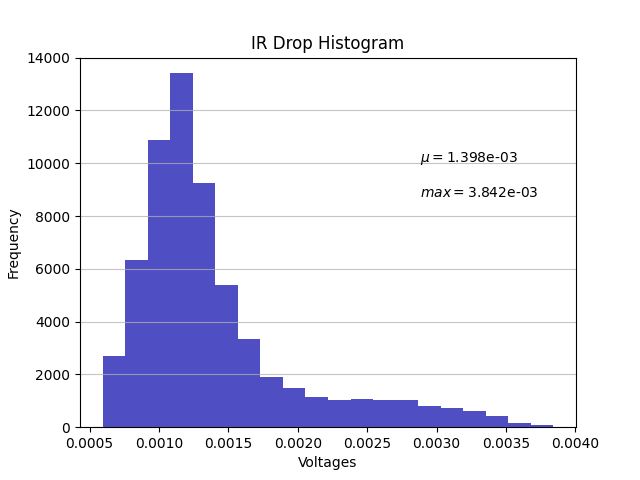 IR Drop Histogram
14000
12000
10000
8000
6000
4000
2000
0
Frequency
μ = 1.398e-03
max = 3.842e-03
0.0005 0.0010 0.0015 0.0020 0.0025 0.0030 0.0035 0.0040
Voltages